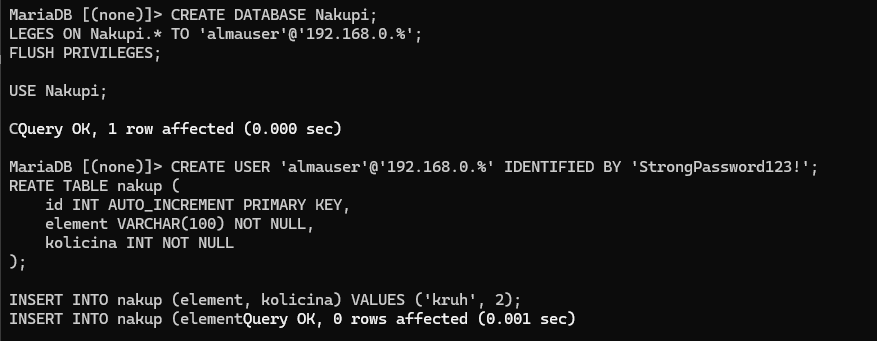 MariaDB [(none)]> CREATE DATABASE Nakupi;
LEGES ON Nakupi.* TO 'almauser'@'192.168.0.%';
FLUSH PRIVILEGES;
USE Nakupi;
CQuery OK, 1 row affected (0.000 sec)
MariaDB [(none)]> CREATE USER 'almauser'@'192.168.0.%' IDENTIFIED BY 'StrongPassword123!';
REATE TABLE nakup (
    id INT AUTO_INCREMENT PRIMARY KEY,
    element VARCHAR(100) NOT NULL,
    kolicina INT NOT NULL
);
INSERT INTO nakup (element, kolicina) VALUES ('kruh', 2);
INSERT INTO nakup (elementQuery OK, 0 rows affected (0.001 sec)